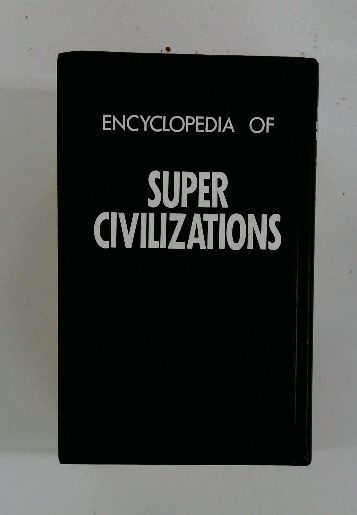 ENCYCLOPEDIA OF
SUPER
CIVILIZATIONS